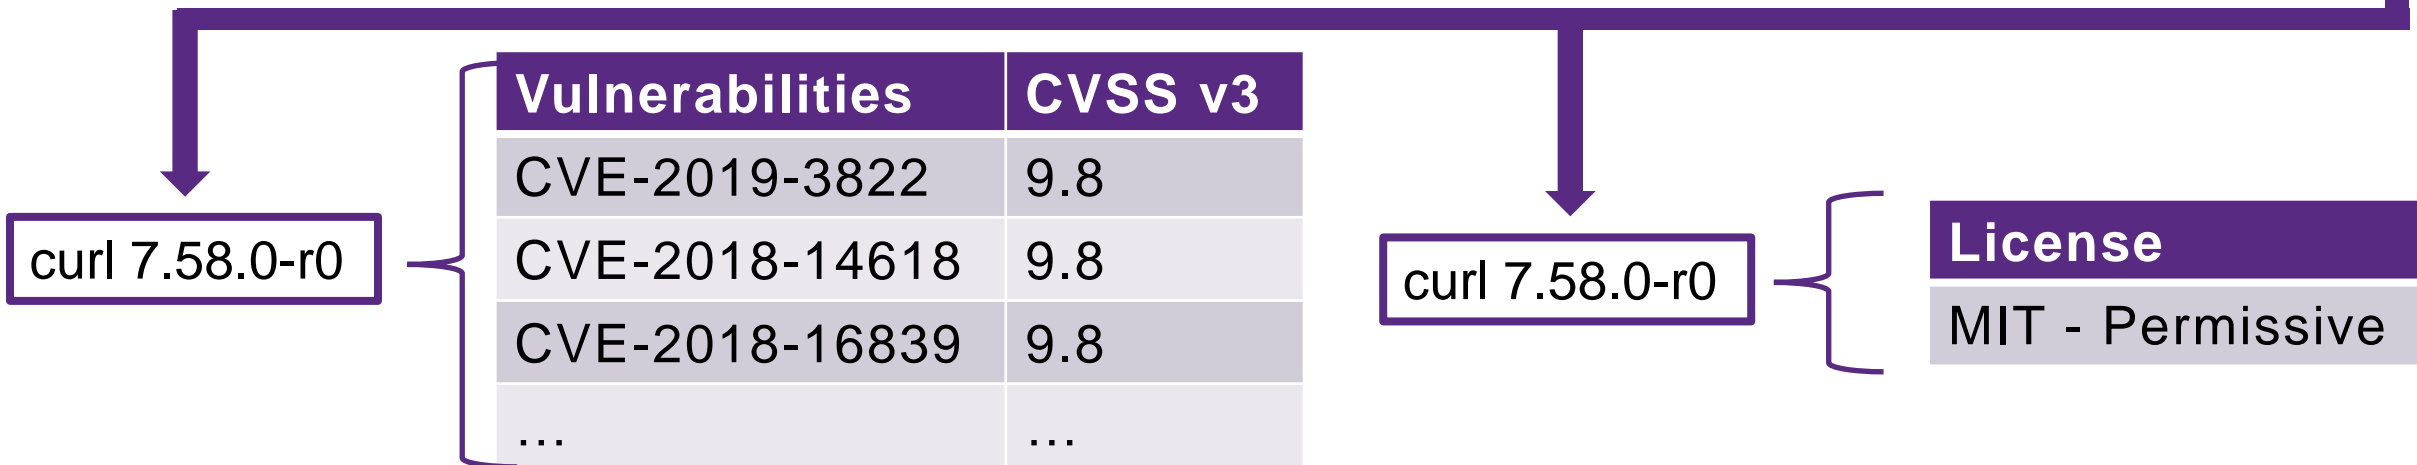 curl 7.58.0-r0
Vulnerabilities CVSS v3
CVE-2019-3822 9.8
CVE-2018-14618 9.8
CVE-2018-16839 9.8
… …
curl 7.58.0-r0
License
MIT - Permissive